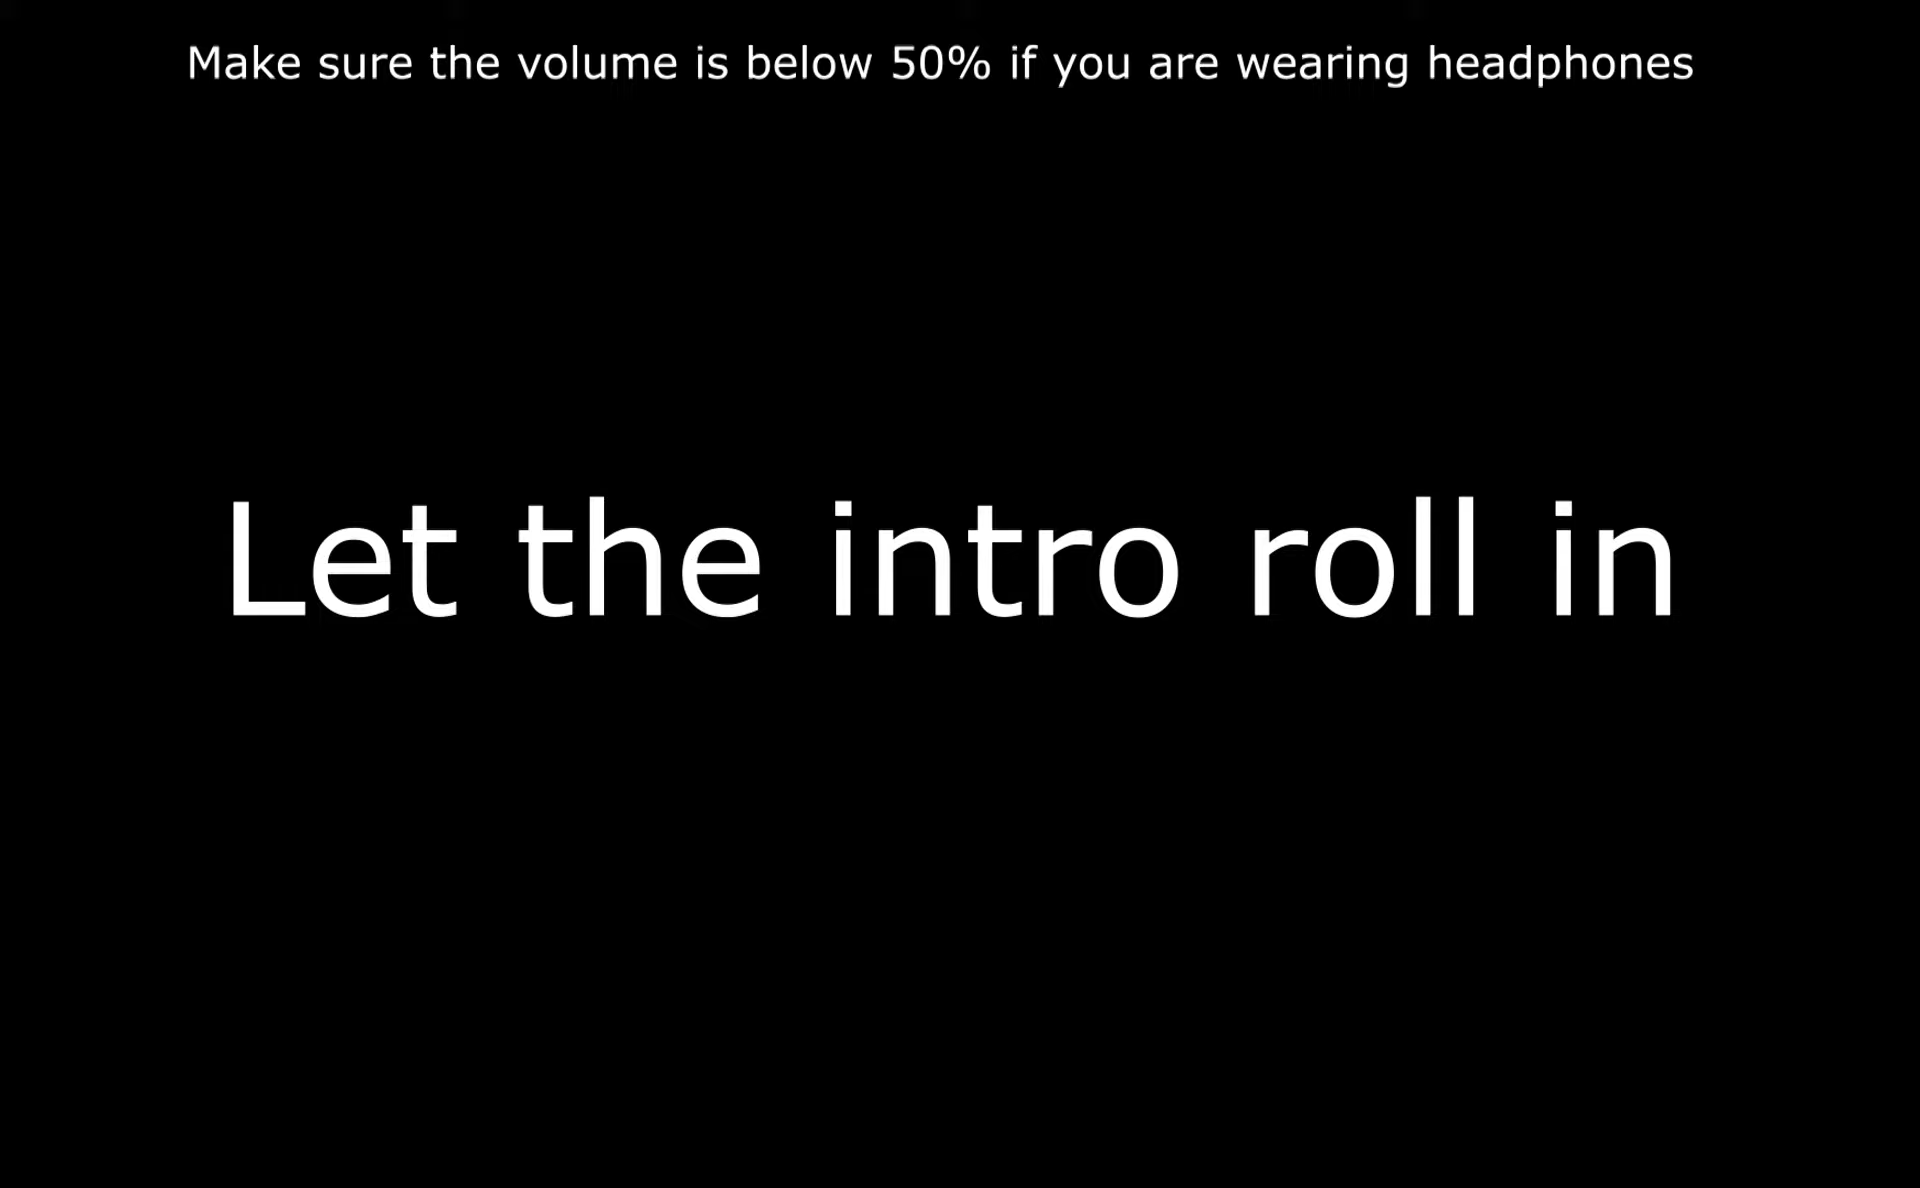 Make sure the volume is below 50% if you are wearing headphones
Let the intro roll in